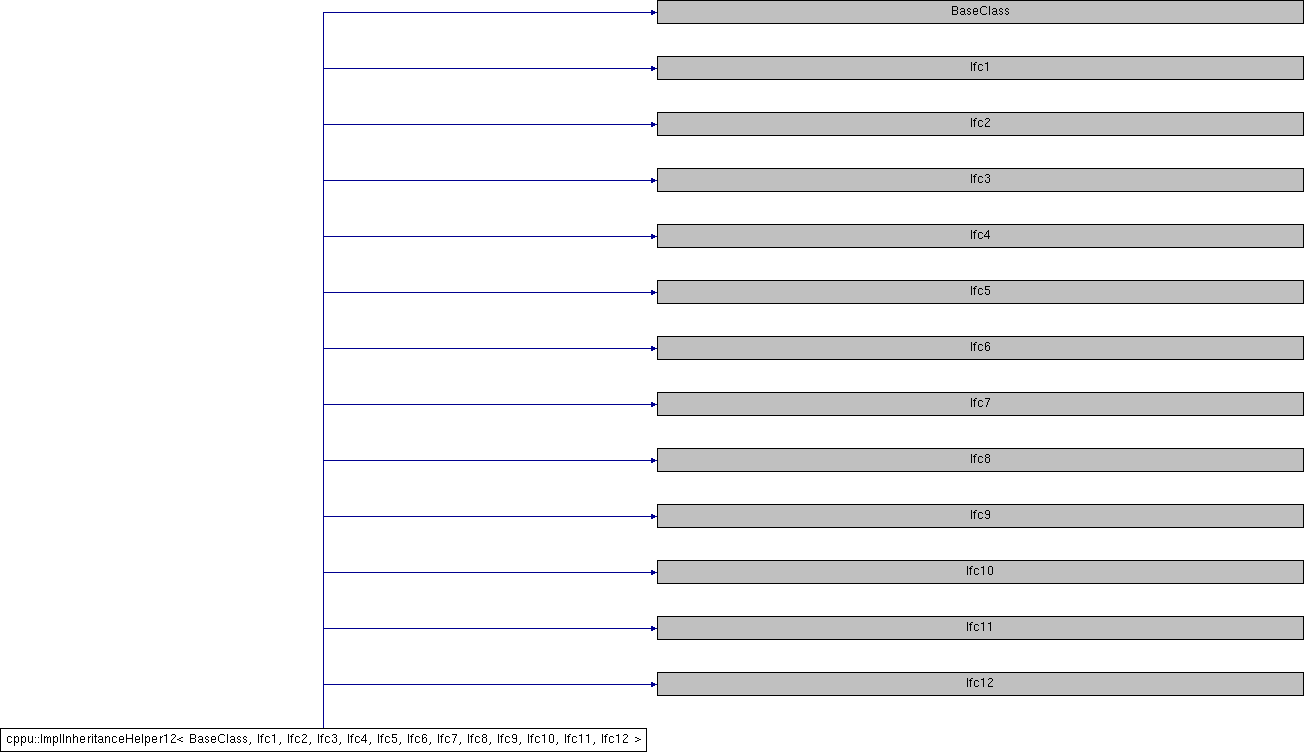 BaseClass
Ifc1
Ifc2
Ifc3
Ifc4
Ifc5
Ifc6
Ifc7
Ifc8
Ifc9
Ifc10
Ifc11
Ifc12
cppu::ImplInheritanceHelper12< BaseClass, Ifc1, Ifc2, Ifc3, Ifc4, Ifc5, Ifc6, Ifc7, Ifc8, Ifc9, Ifc10, Ifc11, Ifc12 >